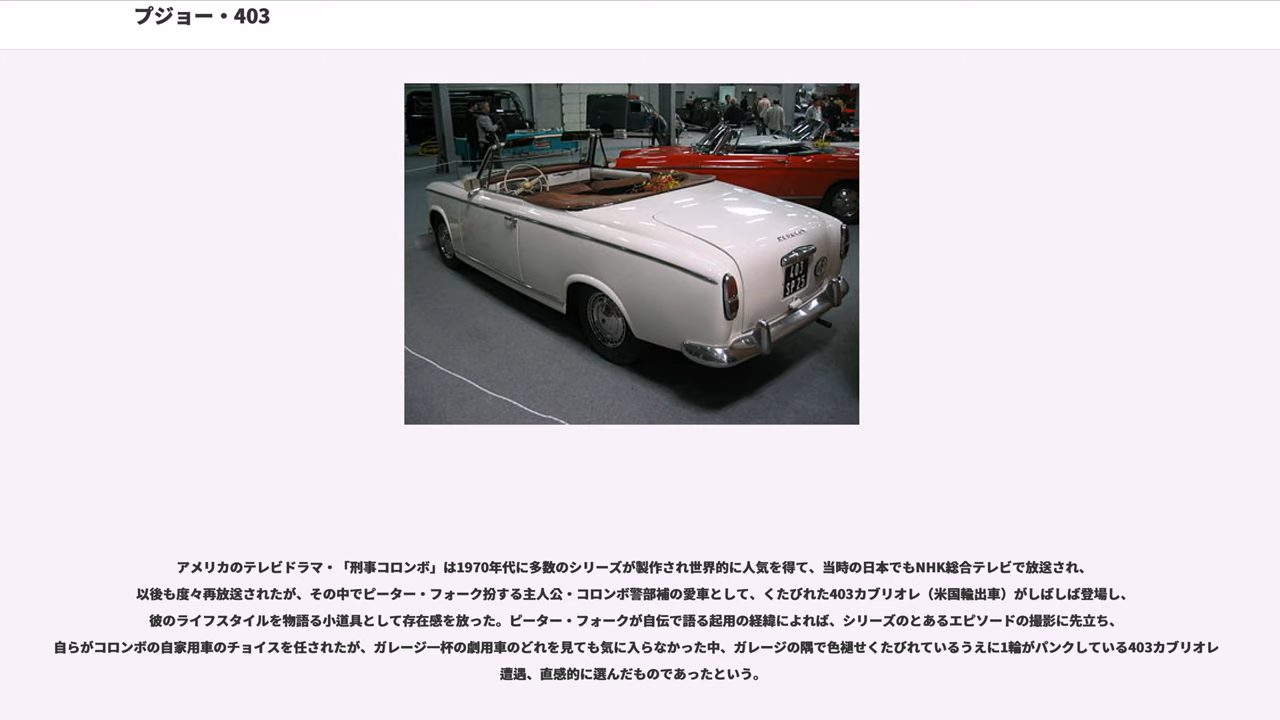 プジョー・403
PEUGEOT
403
SP 25
アメリカのテレビドラマ・「刑事コロンボ」は1970年代に多数のシリーズが製作され世界的に人気を得て、当時の日本でもNHK総合テレビで放送され、
以後も度々再放送されたが、その中でピーター・フォーク扮する主人公・コロンボ警部補の愛車として、くたびれた403カブリオレ（米国輸出車）がしばしば登場し、
彼のライフスタイルを物語る小道具として存在感を放った。ピーター・フォークが自伝で語る起用の経緯によれば、シリーズのとあるエピソードの撮影に先立ち、
自らがコロンボの自家用車のチョイスを任されたが、ガレージ一杯の劇用車のどれを見ても気に入らなかった中、ガレージの隅で色褪せくたびれているうえに1輪がパンクしている403カブリオレ
遭遇、直感的に選んだものであったという。